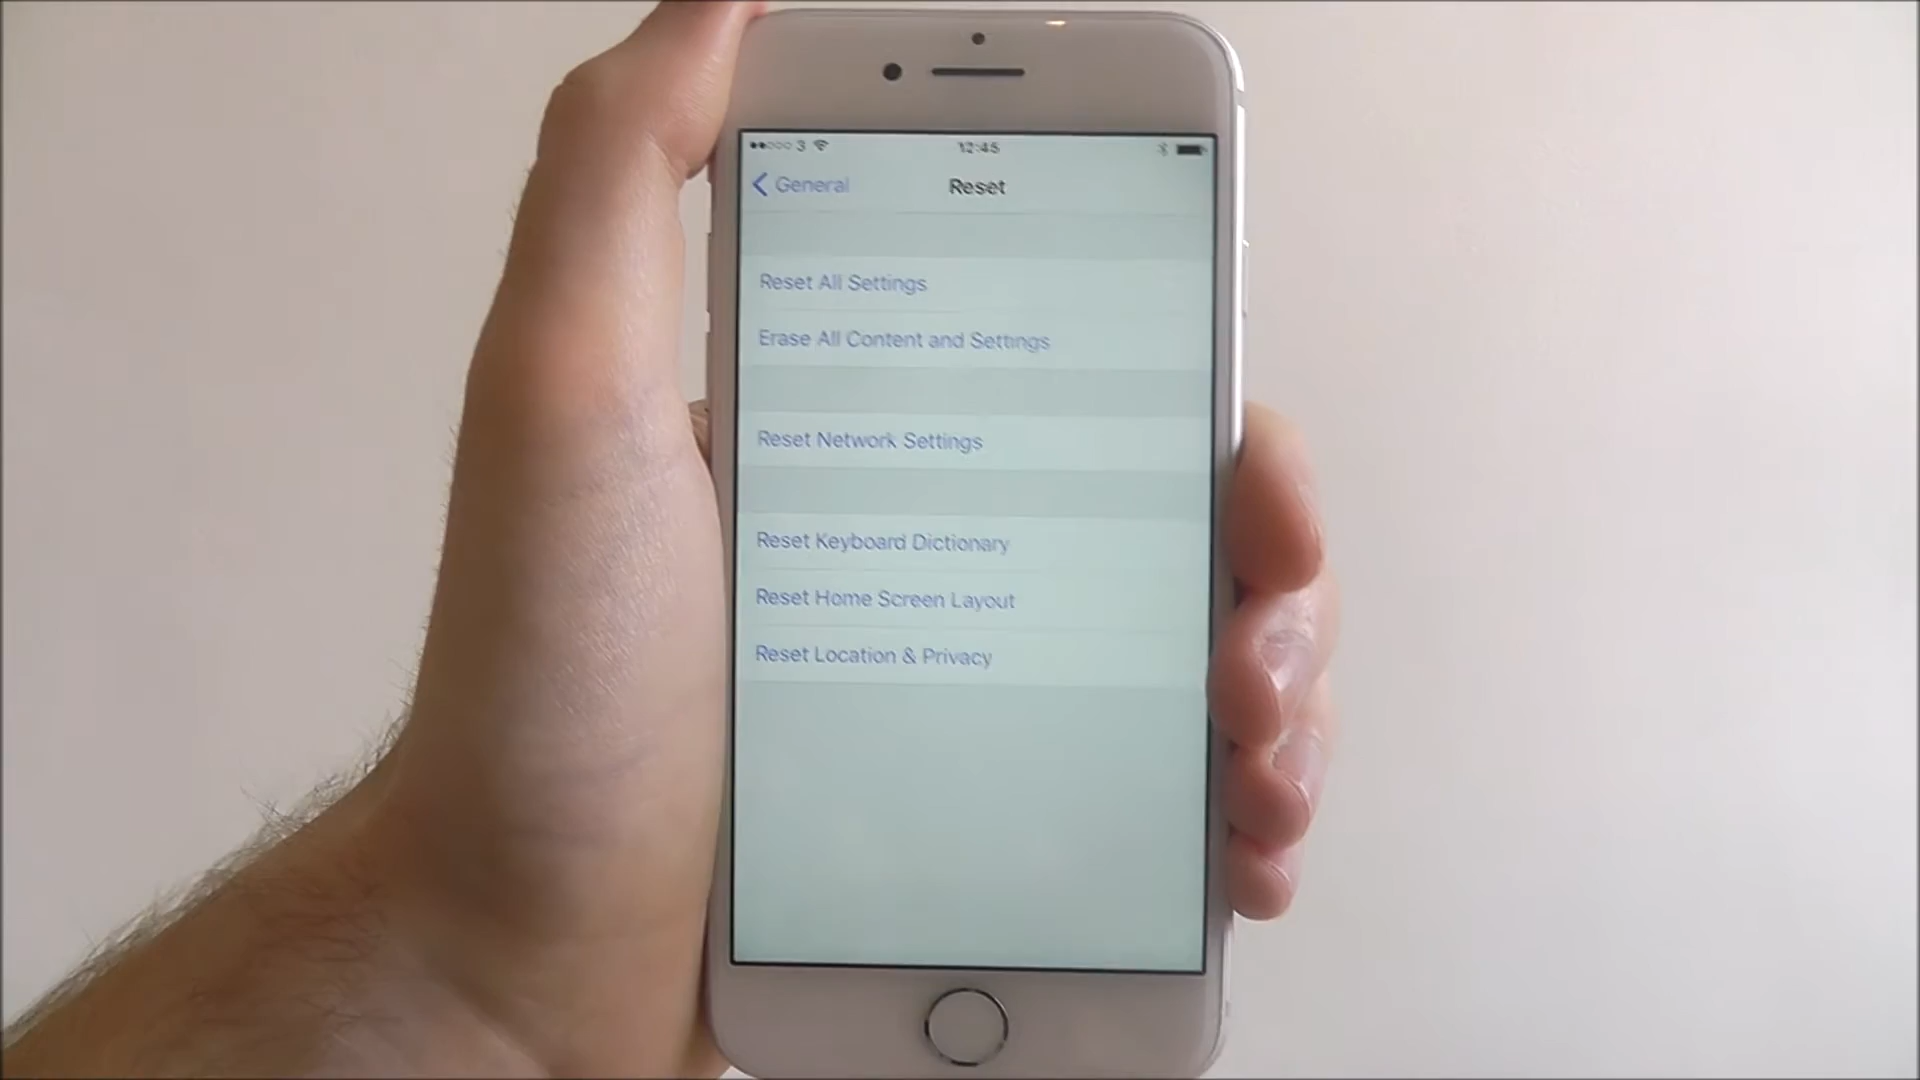 3 12:45
General Reset
Reset All Settings
Erase All Content and Settings
Reset Network Settings
Reset Keyboard Dictionary
Reset Home Screen Layout
Reset Location & Privacy